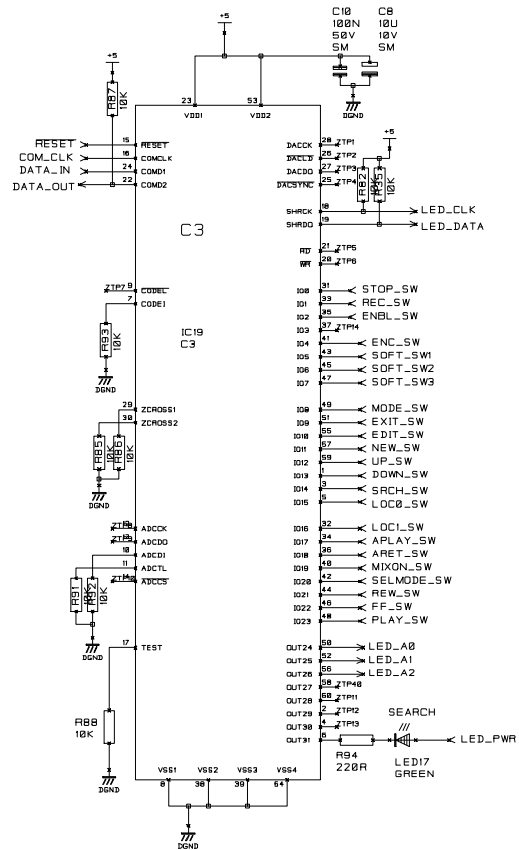 C10 C8
+5 100N 10U
50V 10V
SM SM
+5
R87 10K
DGND
23 53
VDD1 VDD2
RESET 15 RESET DACCK 28 ZTP1
COM_CLK 16 COMCLK DACLD 26 ZTP2 +5
DATA_IN 24 COMD1 DACDO 27 ZTP3
DATA_OUT 22 COMD2 DACSYNC 25 ZTP4
R82 10K R35 10K
SHRCK 18 LED_CLK
C3 SHRDO 19 LED_DATA
RD 21 ZTP5
WR 20 ZTP6
ZTP7 9 CODEL IO0 31 STOP_SW
7 CODEI IO1 33 REC_SW
IO2 35 ENBL_SW
R93 10K IC19 IO3 37 ZTP14
C3 IO4 41 ENC_SW
IO5 43 SOFT_SW1
IO6 45 SOFT_SW2
DGND IO7 47 SOFT_SW3
29 ZCROSS1 IO8 49 MODE_SW
30 ZCROSS2 IO9 51 EXIT_SW
IO10 55 EDIT_SW
R85 10K R86 10K IO11 57 NEW_SW
IO12 59 UP_SW
IO13 1 DOWN_SW
DGND IO14 3 SRCH_SW
IO15 5 LOC0_SW
ADCCK IO16 32 LOC1_SW
ADCDO IO17 34 APLAY_SW
10 ADCDI IO18 36 ARET_SW
11 ADCTL IO19 40 MIXON_SW
ADCCS IO20 42 SELMODE_SW
R91 10K R92 10K IO21 44 REW_SW
IO22 46 FF_SW
IO23 48 PLAY_SW
DGND
17 TEST OUT24 50 LED_A0
OUT25 52 LED_A1
OUT26 56 LED_A2
OUT27 58 ZTP40
OUT28 60 ZTP11
OUT29 2 ZTP12 SEARCH
R88 OUT30 4 ZTP13
10K OUT31 6 LED_PWR
R94 LED17
220R GREEN
VSS1 VSS2 VSS3 VSS4
DGND 8 38 39 54
DGND